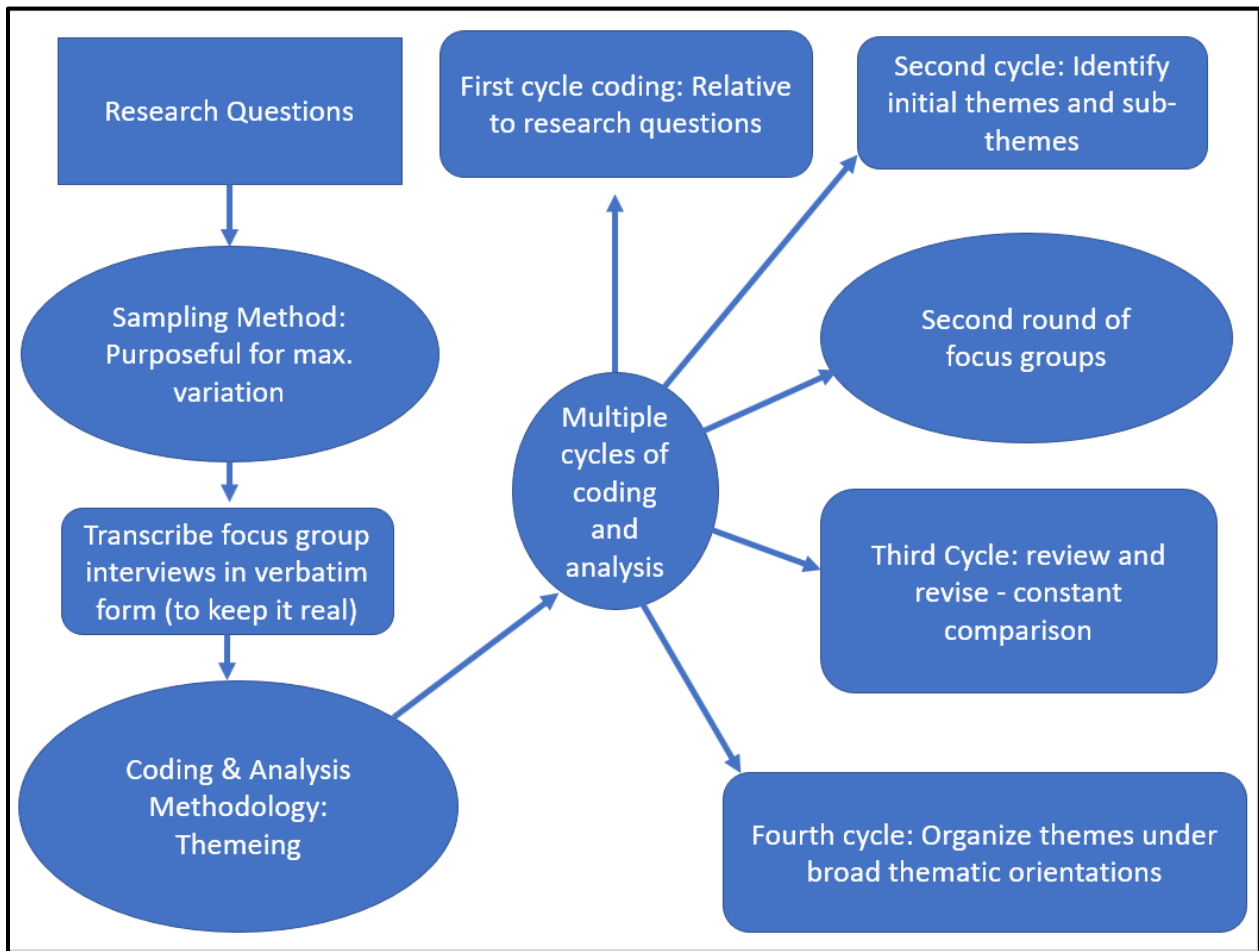 Research Questions
Sampling Method:
Purposeful for max.
variation
Transcribe focus group
interviews in verbatim
form (to keep it real)
Coding & Analysis
Methodology:
Themeing
Multiple
cycles of
coding
and
analysis
First cycle coding: Relative
to research questions
Second cycle: Identify
initial themes and sub-
themes
Second round of
focus groups
Third Cycle: review and
revise - constant
comparison
Fourth cycle: Organize themes under
broad thematic orientations